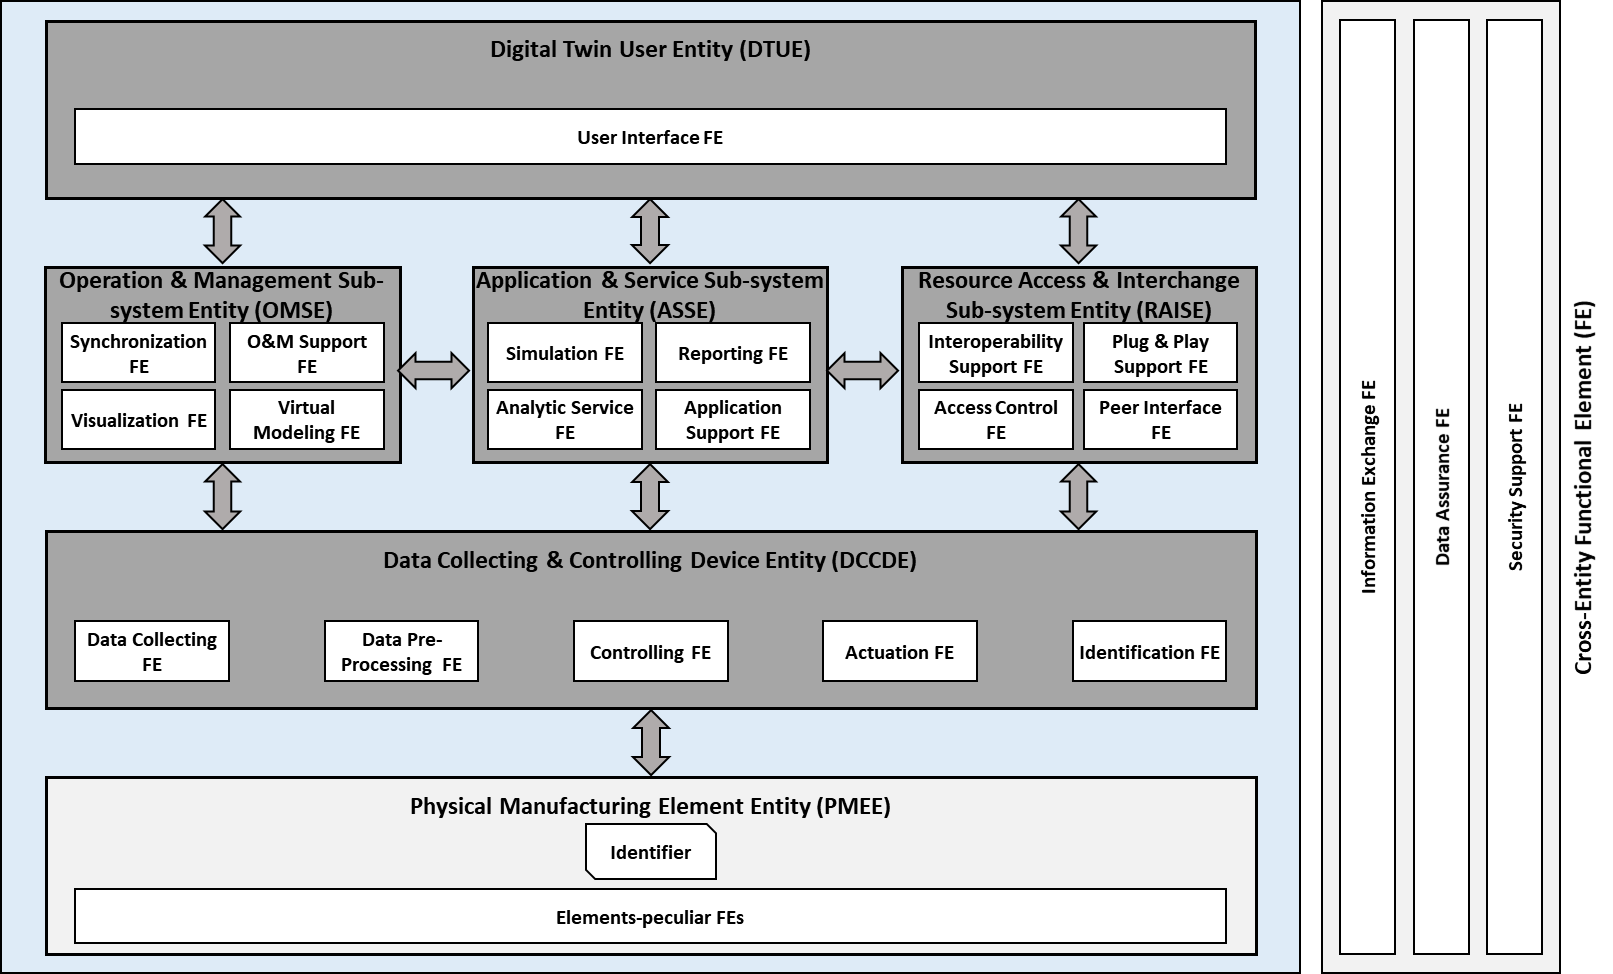 Digital Twin User Entity (DTUE)
User Interface FE
Operation & Management Sub-
system Entity (OMSE)
Synchronization
FE
O&M Support
FE
Visualization FE
Virtual
Modeling FE
Application & Service Sub-system
Entity (ASSE)
Simulation FE
Reporting FE
Analytic Service
FE
Application
Support FE
Resource Access & Interchange
Sub-system Entity (RAISE)
Interoperability
Support FE
Plug & Play
Support FE
Access Control
FE
Peer Interface
FE
Data Collecting & Controlling Device Entity (DCCDE)
Data Collecting
FE
Data Pre-
Processing FE
Controlling FE
Actuation FE
Identification FE
Physical Manufacturing Element Entity (PMEE)
Identifier
Elements-peculiar FEs
Information Exchange FE
Data Assurance FE
Security Support FE
Cross-Entity Functional Element (FE)